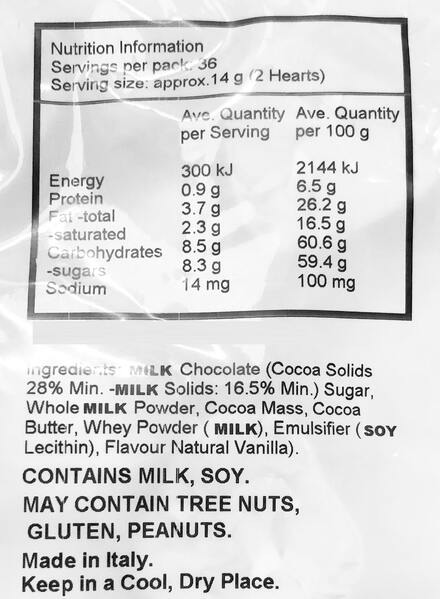 Nutrition Information
Servings per pack: 36
Serving size: approx.14 g (2 Hearts)
Ave. Quantity per Serving Ave. Quantity per 100 g
Energy 300 kJ 2144 kJ
Protein 0.9 g 6.5 g
Fat -total 3.7 g 26.2 g
-saturated 2.3 g 16.5 g
Carbohydrates 8.5 g 60.6 g
-sugars 8.3 g 59.4 g
Sodium 14 mg 100 mg
Ingredients: MILK Chocolate (Cocoa Solids
28% Min. -MILK Solids: 16.5% Min.) Sugar,
Whole MILK Powder, Cocoa Mass, Cocoa
Butter, Whey Powder ( MILK), Emulsifier ( SOY
Lecithin), Flavour Natural Vanilla).
CONTAINS MILK, SOY.
MAY CONTAIN TREE NUTS,
GLUTEN, PEANUTS.
Made in Italy.
Keep in a Cool, Dry Place.